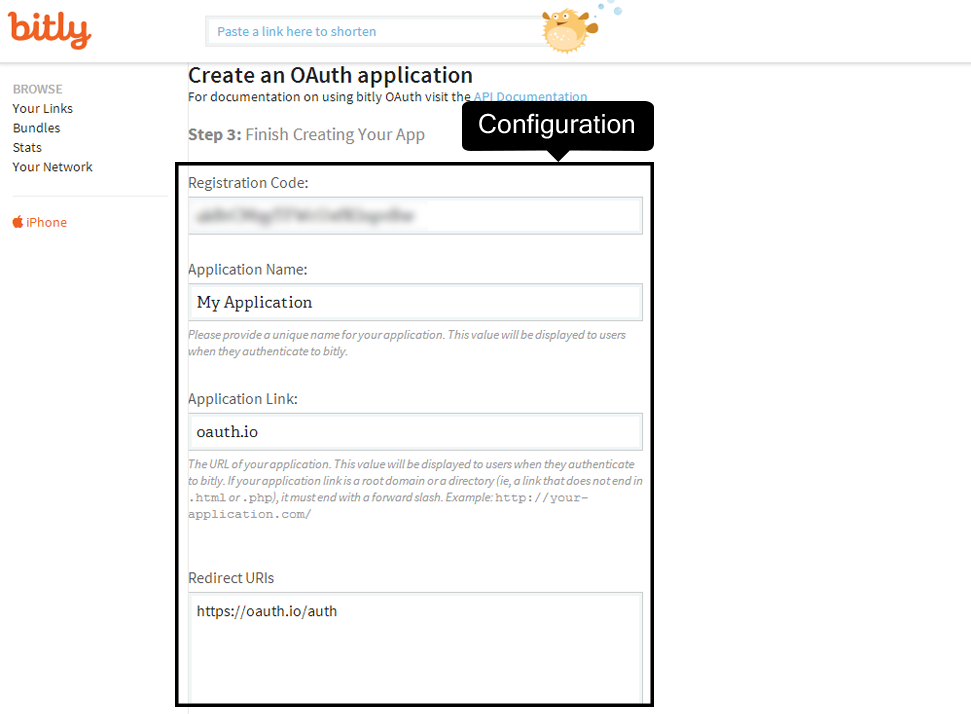 bitly
Paste a link here to shorten
Create an OAuth application
For documentation on using bitly OAuth visit the API Documentation
BROWSE
Your Links
Bundles
Stats
Your Network
iPhone
Step 3: Finish Creating Your App
Configuration
Registration Code:
Application Name:
My Application
Please provide a unique name for your application. This value will be displayed to users
when they authenticate to bitly.
Application Link:
oauth.io
The URL of your application. This value will be displayed to users when they authenticate
to bitly. If your application link is a root domain or a directory (ie, a link that does not end in
.html or .php), it must end with a forward slash. Example: http://your-
application.com/
Redirect URIs
https://oauth.io/auth